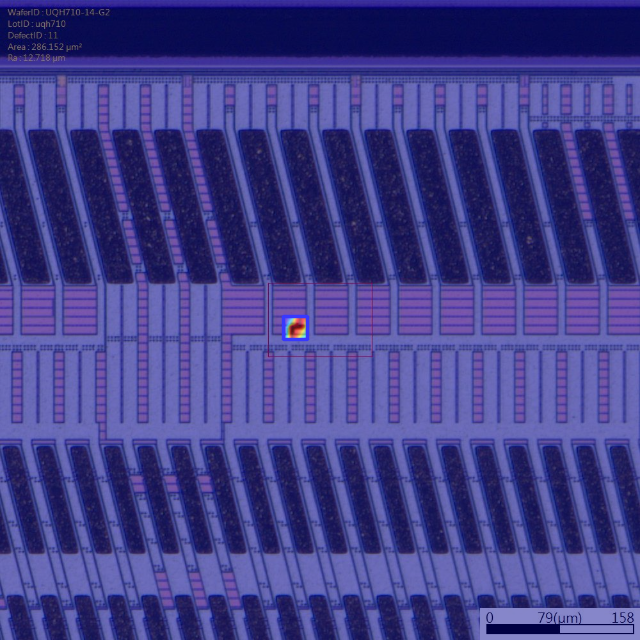 WaferID : UQH710-14-G2
LotID : uqh710
DefectID : 11
Area : 286.152 µm²
Ra : 12.718 µm
0 79(um) 158